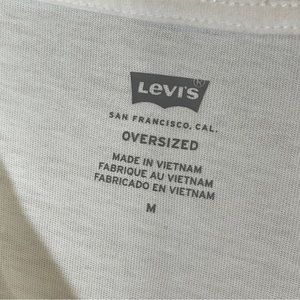 Levi's®
SAN FRANCISCO, CAL.
OVERSIZED
MADE IN VIETNAM
FABRIQUE AU VIETNAM
FABRICADO EN VIETNAM
M